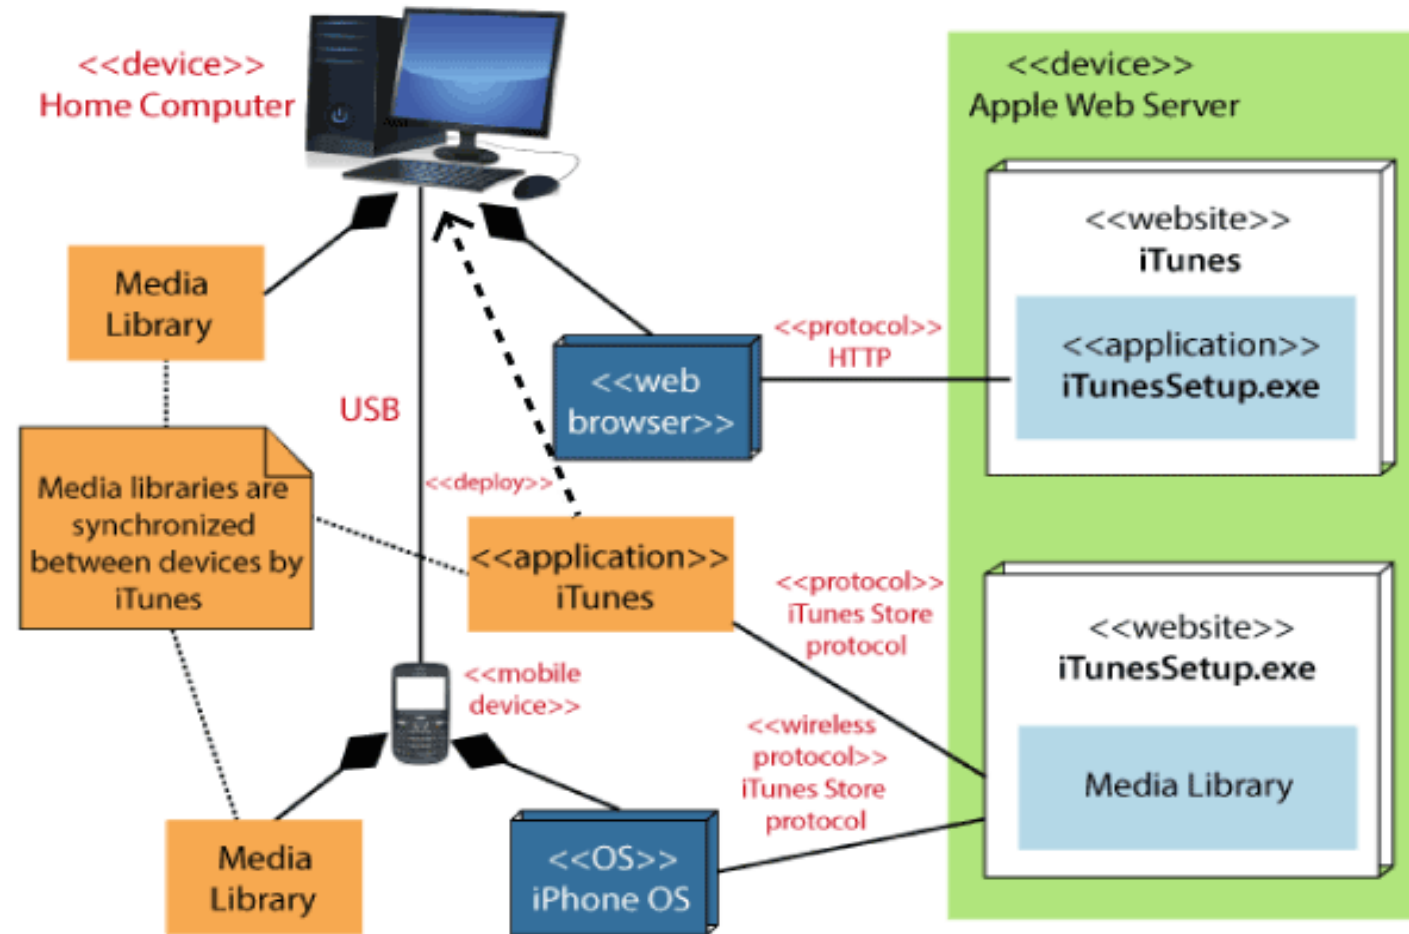 <<device>>
Home Computer
<<device>>
Apple Web Server
<<website>>
iTunes
<<application>>
iTunesSetup.exe
Media
Library
<<protocol>>
HTTP
<<web
browser>>
USB
<<deploy>>
Media libraries are
synchronized
between devices by
iTunes
<<application>>
iTunes
<<protocol>>
iTunes Store
protocol
<<website>>
iTunesSetup.exe
Media Library
<<mobile
device>>
<<wireless
protocol>>
iTunes Store
protocol
Media
Library
<<OS>>
iPhone OS